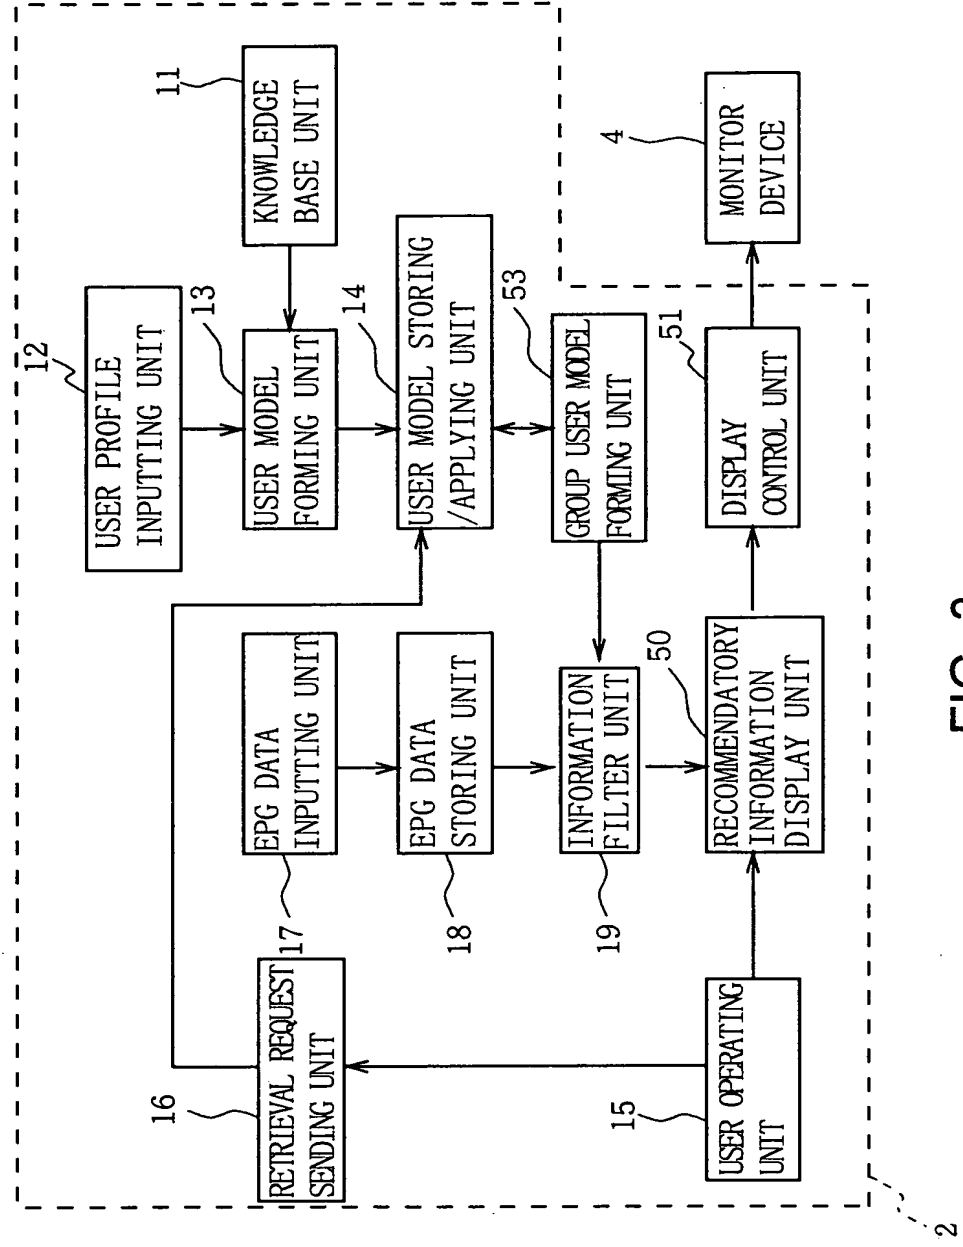 12
USER PROFILE
INPUTTING UNIT
16
RETRIEVAL REQUEST
SENDING UNIT
17
EPG DATA
INPUTTING UNIT
13
USER MODEL
FORMING UNIT
11
KNOWLEDGE
BASE UNIT
18
EPG DATA
STORING UNIT
14
USER MODEL STORING
/APPLYING UNIT
19
INFORMATION
FILTER UNIT
53
GROUP USER MODEL
FORMING UNIT
15
USER OPERATING
UNIT
50
RECOMMENDATORY
INFORMATION
DISPLAY UNIT
51
DISPLAY
CONTROL UNIT
4
MONITOR
DEVICE
2
FIG.